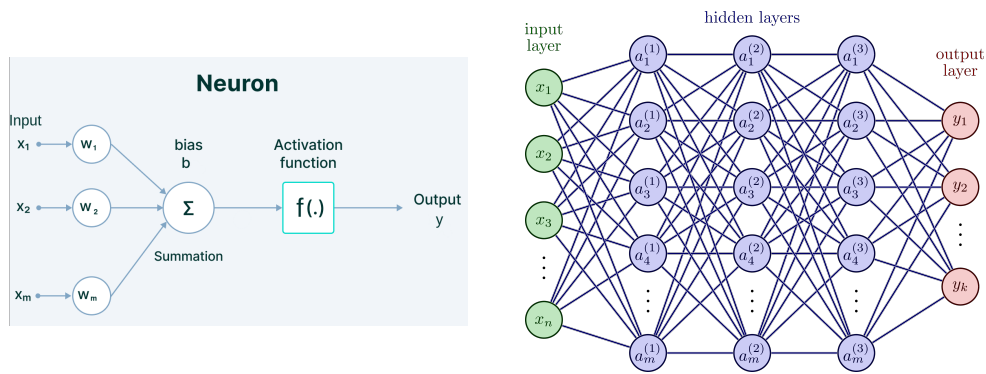 Neuron
Input
x₁
w₁
x₂
w₂
xₘ
wₘ
bias
b
Σ
Summation
Activation
function
f(.)
Output
y
input
layer
hidden layers
output
layer
x₁
x₂
x₃
⋮
xₙ
a₁⁽¹⁾
a₂⁽¹⁾
a₃⁽¹⁾
a₄⁽¹⁾
⋮
aₘ⁽¹⁾
a₁⁽²⁾
a₂⁽²⁾
a₃⁽²⁾
a₄⁽²⁾
⋮
aₘ⁽²⁾
a₁⁽³⁾
a₂⁽³⁾
a₃⁽³⁾
a₄⁽³⁾
⋮
aₘ⁽³⁾
y₁
y₂
⋮
yₖ